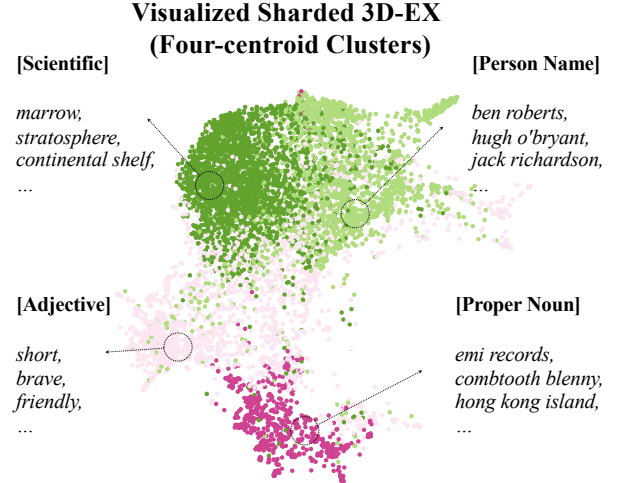 Visualized Sharded 3D-EX
(Four-centroid Clusters)
[Scientific]
marrow,
stratosphere,
continental shelf,
...
[Person Name]
ben roberts,
hugh o'bryant,
jack richardson,
...
[Adjective]
short,
brave,
friendly,
...
[Proper Noun]
emi records,
combtooth blenny,
hong kong island,
...